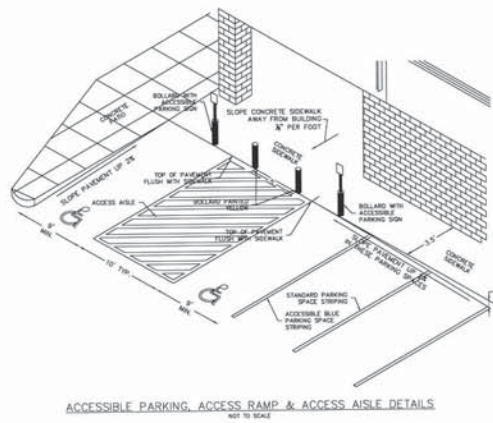 CONCRETE
PATIO
BOLLARD WITH
ACCESSIBLE
PARKING SIGN
SLOPE CONCRETE SIDEWALK
AWAY FROM BUILDING
PER FOOT
CONCRETE
SIDEWALK
SLOPE PAVEMENT UP 2%
TOP OF PAVEMENT
FLUSH WITH SIDEWALK
ACCESS AISLE
BOLLARD PAINTED
YELLOW
TOP OF PAVEMENT
FLUSH WITH SIDEWALK
BOLLARD WITH
ACCESSIBLE
PARKING SIGN
3.5'
CONCRETE
SIDEWALK
SLOPE PAVEMENT UP 2%
IN THESE PARKING SPACES
MIN.
10' TYP.
9'
MIN.
STANDARD PARKING
SPACE STRIPING
ACCESSIBLE BLUE
PARKING SPACE
STRIPING
ACCESSIBLE PARKING, ACCESS RAMP & ACCESS AISLE DETAILS
NOT TO SCALE